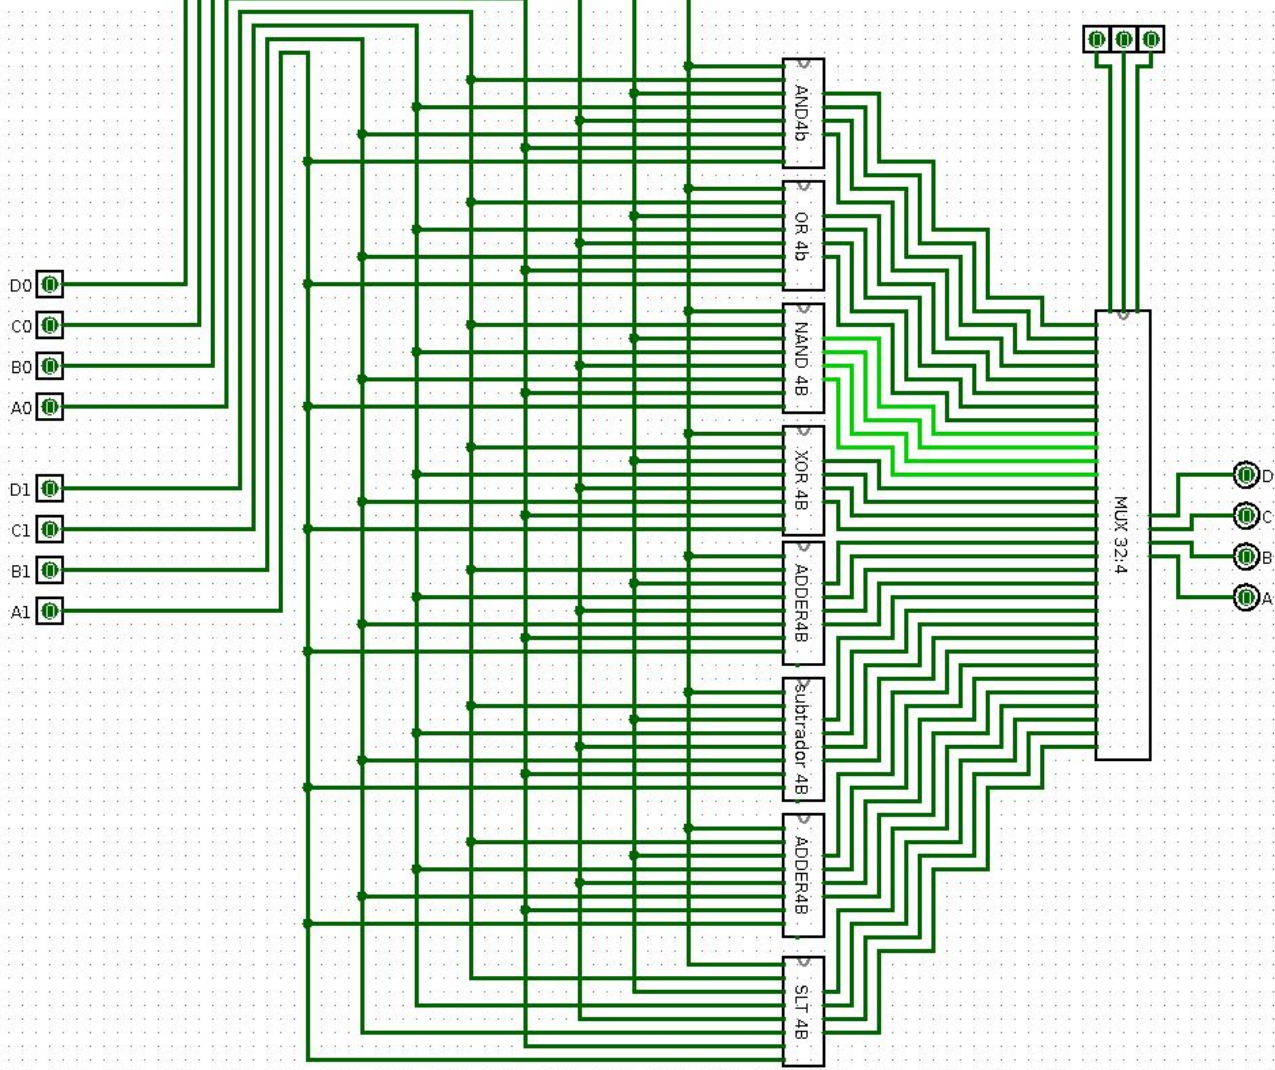 AND4b
OR 4b
NAND 4B
XOR 4B
ADDER4B
subtrador 4B
ADDER4B
SLT 4B
MUX 32:4
D0
C0
B0
A0
D1
C1
B1
A1
D
C
B
A